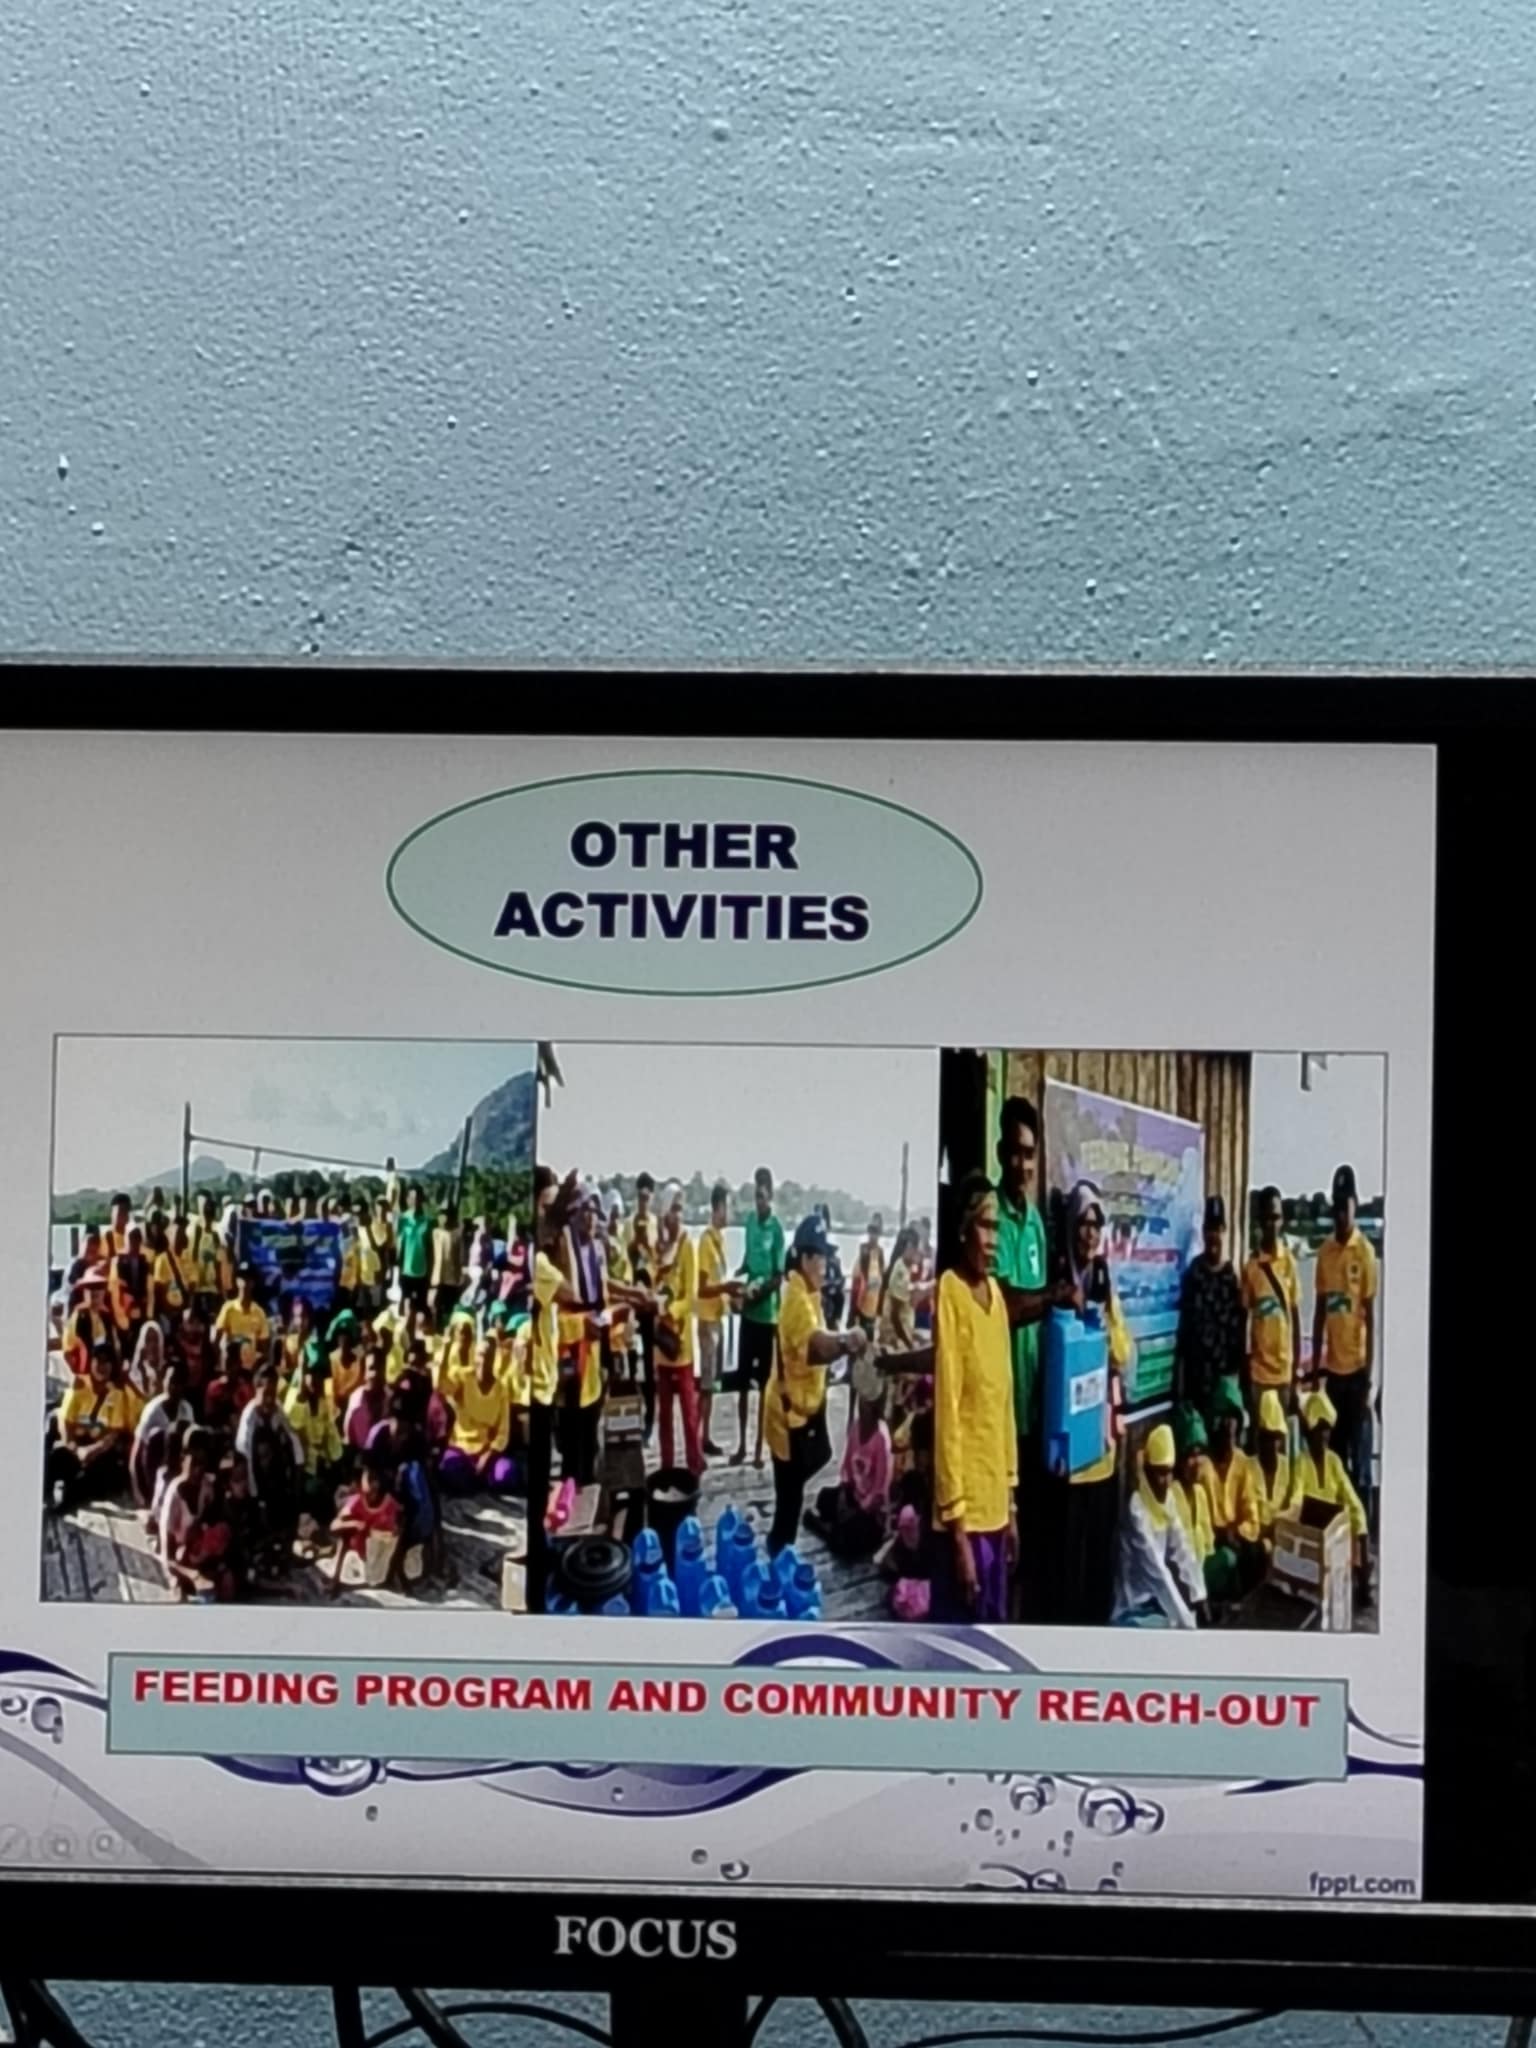 OTHER
ACTIVITIES
FEEDING PROGRAM AND COMMUNITY REACH-OUT
fppt.com
FOCUS